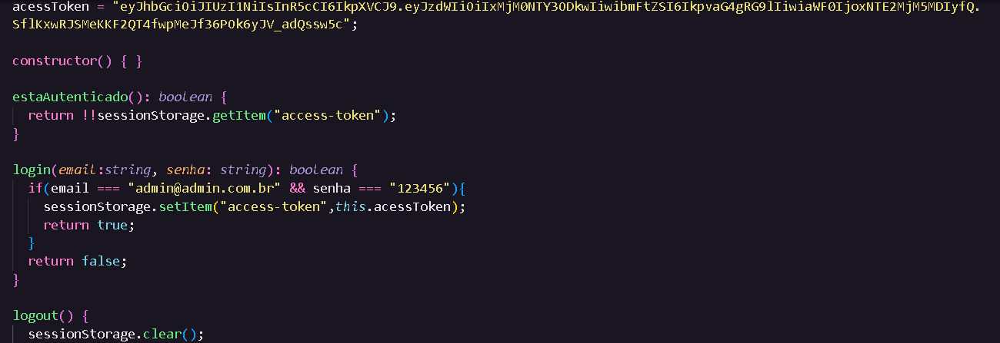 acessToken = "eyJhbGciOiJIUzI1NiIsInR5cCI6IkpXVCJ9.eyJzdWIiOiIxMjM0NTY3ODkwIiwibmFtZSI6IkpvaG4gRG9lIiwiaWF0IjoxNTE2MjM5MDIyfQ.
SflKxwRJSMeKKF2QT4fwpMeJf36POk6yJV_adQssw5c";
constructor() { }
estaAutenticado(): boolean {
return !!sessionStorage.getItem("access-token");
}
login(email:string, senha: string): boolean {
if(email === "admin@admin.com.br" && senha === "123456"){
sessionStorage.setItem("access-token",this.acessToken);
return true;
}
return false;
}
logout() {
sessionStorage.clear();